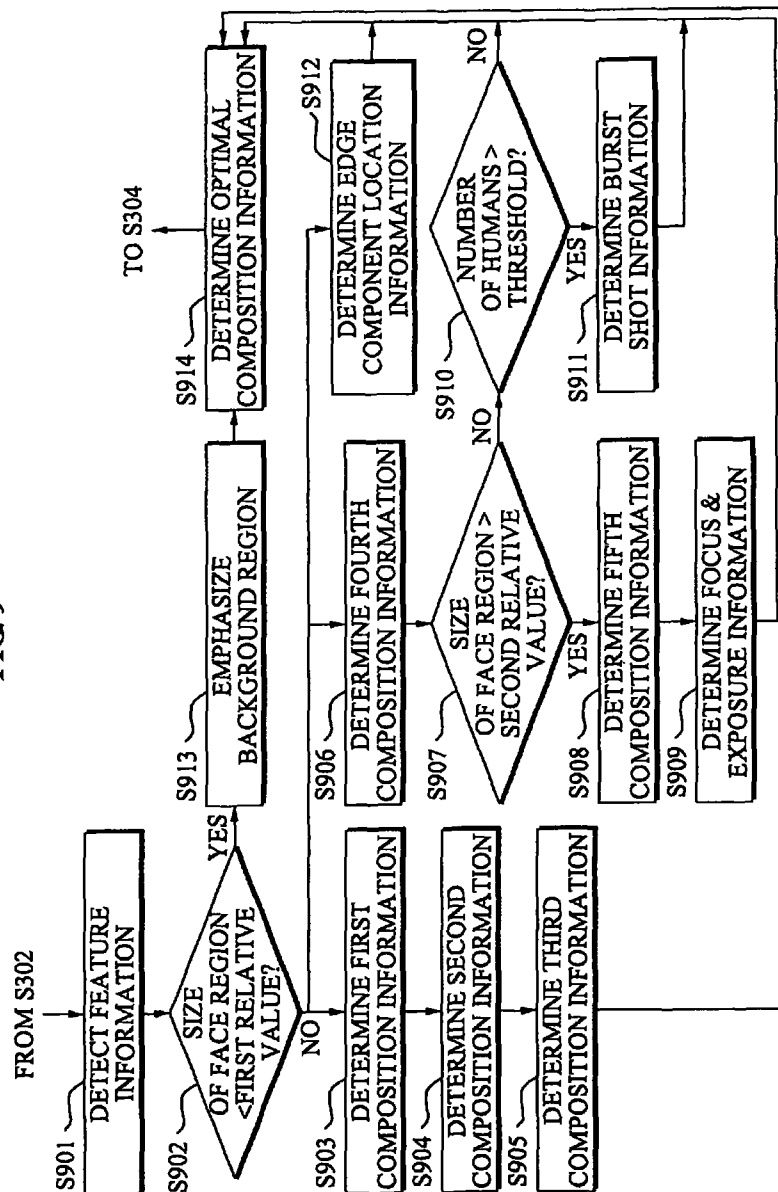 FIG 9
FROM S302
S901
DETECT FEATURE
INFORMATION
S902
SIZE
OF FACE REGION
<FIRST RELATIVE
VALUE?
YES
NO
S903
DETERMINE FIRST
COMPOSITION INFORMATION
S904
DETERMINE SECOND
COMPOSITION INFORMATION
S905
DETERMINE THIRD
COMPOSITION INFORMATION
S913
EMPHASIZE
BACKGROUND REGION
S906
DETERMINE FOURTH
COMPOSITION INFORMATION
S907
SIZE
OF FACE REGION >
SECOND RELATIVE
VALUE?
NO
YES
S908
DETERMINE FIFTH
COMPOSITION INFORMATION
S909
DETERMINE FOCUS &
EXPOSURE INFORMATION
TO S304
S914
DETERMINE OPTIMAL
COMPOSITION INFORMATION
S912
DETERMINE EDGE
COMPONENT LOCATION
INFORMATION
S910
NUMBER
OF HUMANS >
THRESHOLD?
NO
YES
S911
DETERMINE BURST
SHOT INFORMATION